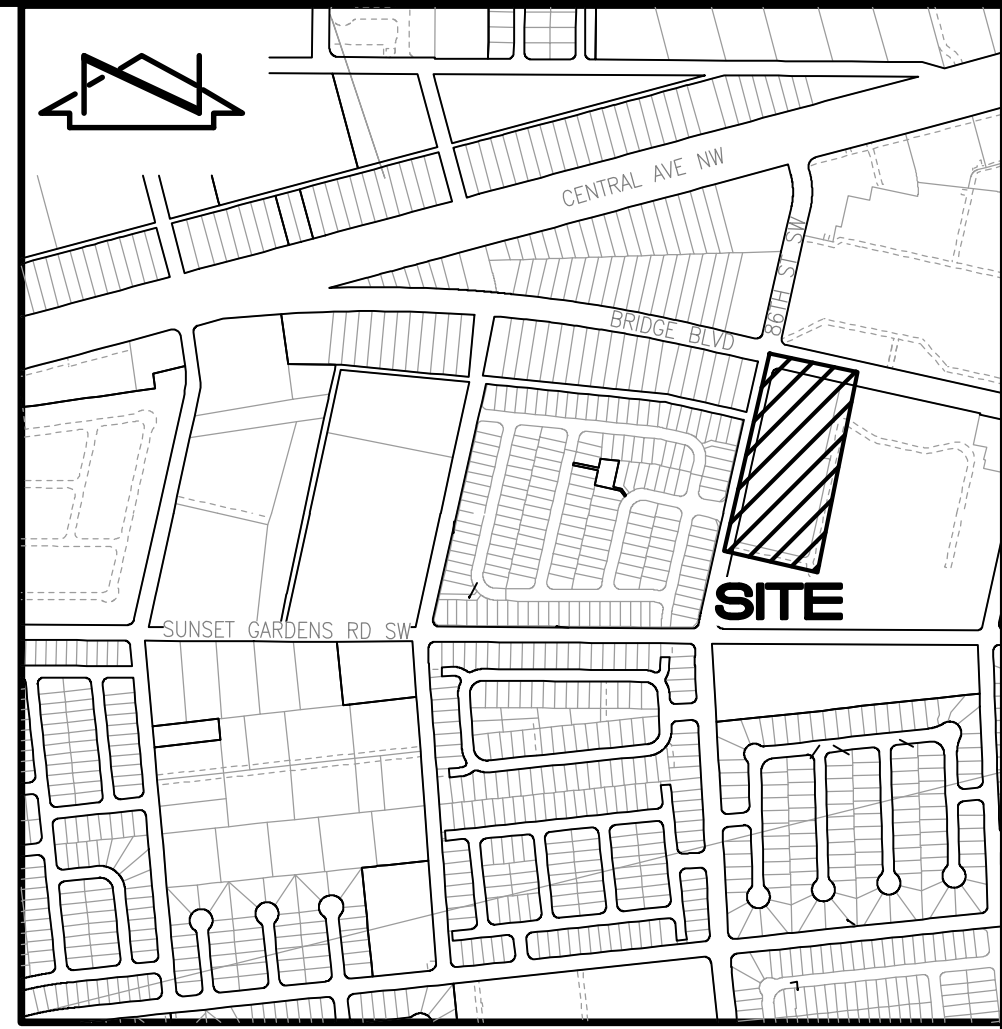 CENTRAL AVE NW
86TH ST SW
BRIDGE BLVD
SITE
SUNSET GARDENS RD SW